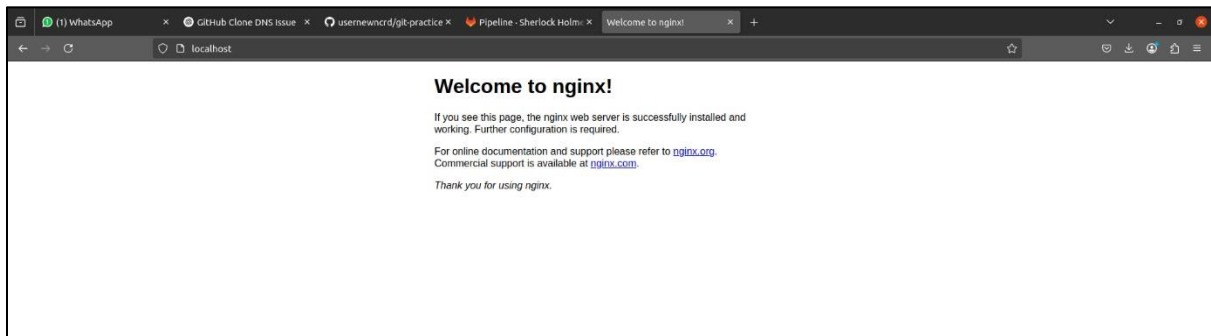 (1) WhatsApp
GitHub Clone DNS Issue
usernewncrd/git-practice
Pipeline · Sherlock Holme
Welcome to nginx!
localhost
Welcome to nginx!
If you see this page, the nginx web server is successfully installed and
working. Further configuration is required.
For online documentation and support please refer to nginx.org.
Commercial support is available at nginx.com.
Thank you for using nginx.